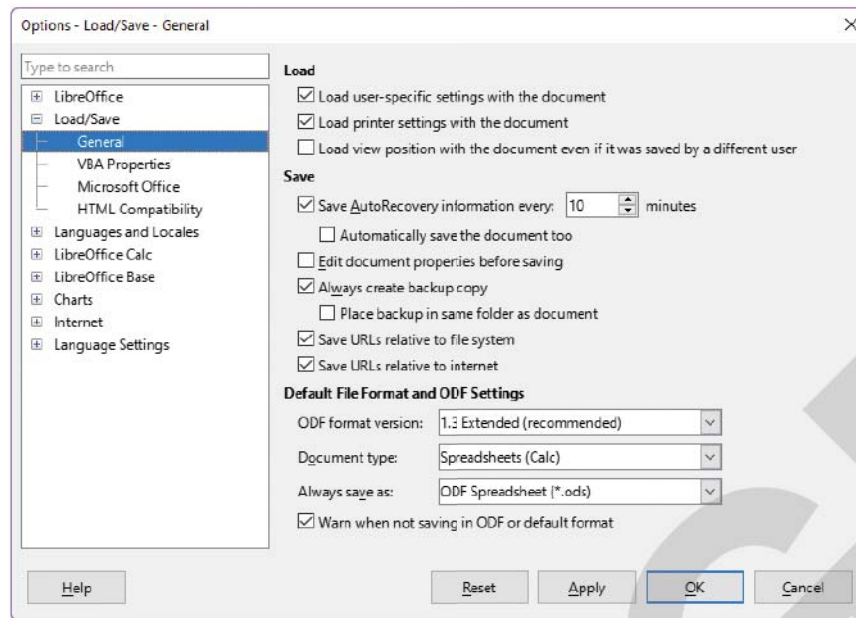 Options - Load/Save - General
Type to search
LibreOffice
Load/Save
General
VBA Properties
Microsoft Office
HTML Compatibility
Languages and Locales
LibreOffice Calc
LibreOffice Base
Charts
Internet
Language Settings
Load
Load user-specific settings with the document
Load printer settings with the document
Load view position with the document even if it was saved by a different user
Save
Save AutoRecovery information every: 10 minutes
Automatically save the document too
Edit document properties before saving
Always create backup copy
Place backup in same folder as document
Save URLs relative to file system
Save URLs relative to internet
Default File Format and ODF Settings
ODF format version: 1.3 Extended (recommended)
Document type: Spreadsheets (Calc)
Always save as: ODF Spreadsheet (*.ods)
Warn when not saving in ODF or default format
Help Reset Apply OK Cancel